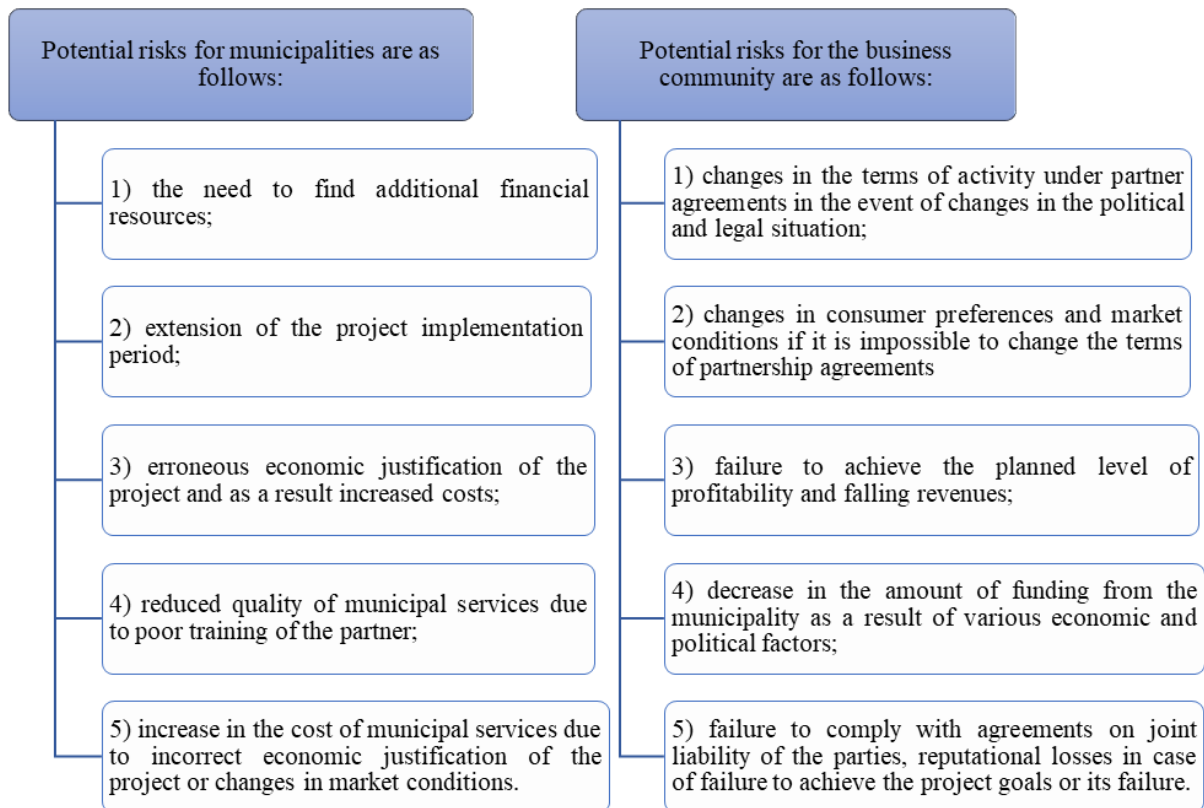 Potential risks for municipalities are as
follows:
1) the need to find additional financial
resources;
2) extension of the project implementation
period;
3) erroneous economic justification of the
project and as a result increased costs;
4) reduced quality of municipal services due
to poor training of the partner;
5) increase in the cost of municipal services due
to incorrect economic justification of the
project or changes in market conditions.
Potential risks for the business
community are as follows:
1) changes in the terms of activity under partner
agreements in the event of changes in the political
and legal situation;
2) changes in consumer preferences and market
conditions if it is impossible to change the terms
of partnership agreements
3) failure to achieve the planned level of
profitability and falling revenues;
4) decrease in the amount of funding from the
municipality as a result of various economic and
political factors;
5) failure to comply with agreements on joint
liability of the parties, reputational losses in case
of failure to achieve the project goals or its failure.